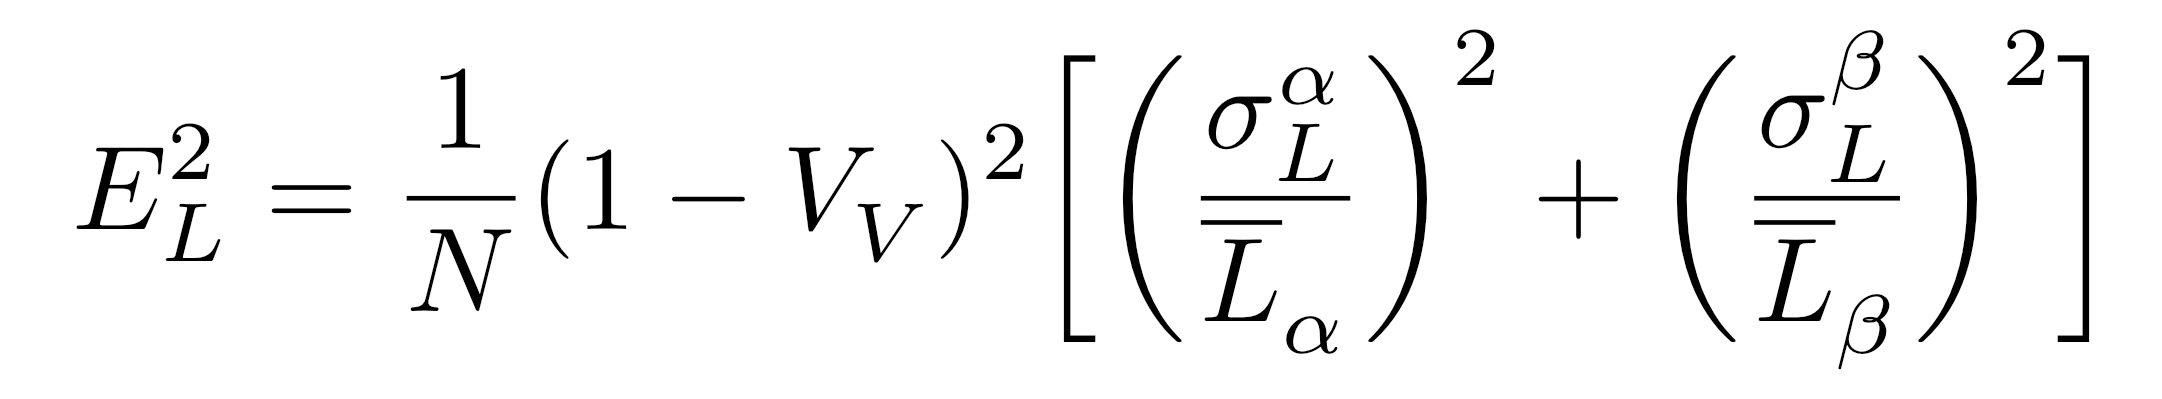 E_L^2 = \frac{1}{N}(1 - V_V)^2 \left[ \left( \frac{\sigma_L^\alpha}{\overline{L}_\alpha} \right)^2 + \left( \frac{\sigma_L^\beta}{\overline{L}_\beta} \right)^2 \right]